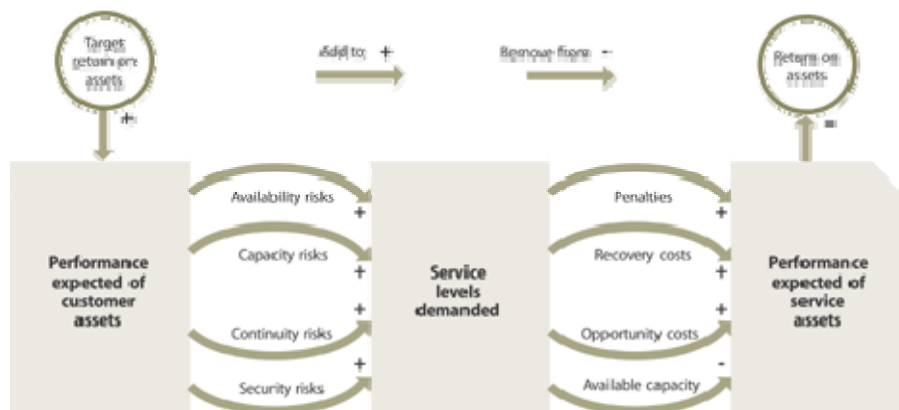 Target
return on
assets
Add to: +
Remove from: -
Return on
assets
+
=
Availability risks
+
Penalties
+
Capacity risks
+
Recovery costs
+
Performance
expected of
customer
assets
Service
levels
demanded
Performance
expected of
service
assets
+
Continuity risks
+
Opportunity costs
+
Security risks
-
Available capacity